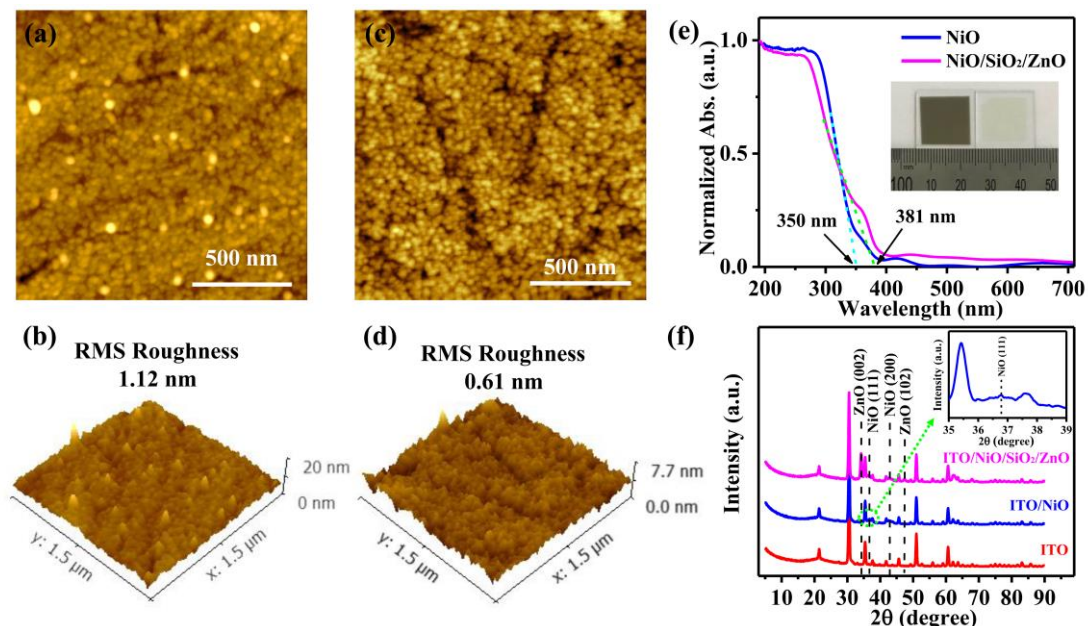 (a)
500 nm
(b)
RMS Roughness
1.12 nm
20 nm
0 nm
y: 1.5 µm
x: 1.5 µm
(c)
500 nm
(d)
RMS Roughness
0.61 nm
7.7 nm
0.0 nm
y: 1.5 µm
x: 1.5 µm
(e)
NiO
NiO/SiO₂/ZnO
Normalized Abs. (a.u.)
1.0
0.5
0.0
350 nm
381 nm
100 10 20 30 40 50
200 300 400 500 600 700
Wavelength (nm)
(f)
Intensity (a.u.)
ZnO (002)
NiO (111)
NiO (200)
ZnO (102)
Intensity (a.u.)
NiO (111)
35 36 37 38 39
2θ (degree)
ITO/NiO/SiO₂/ZnO
ITO/NiO
ITO
10 20 30 40 50 60 70 80 90
2θ (degree)